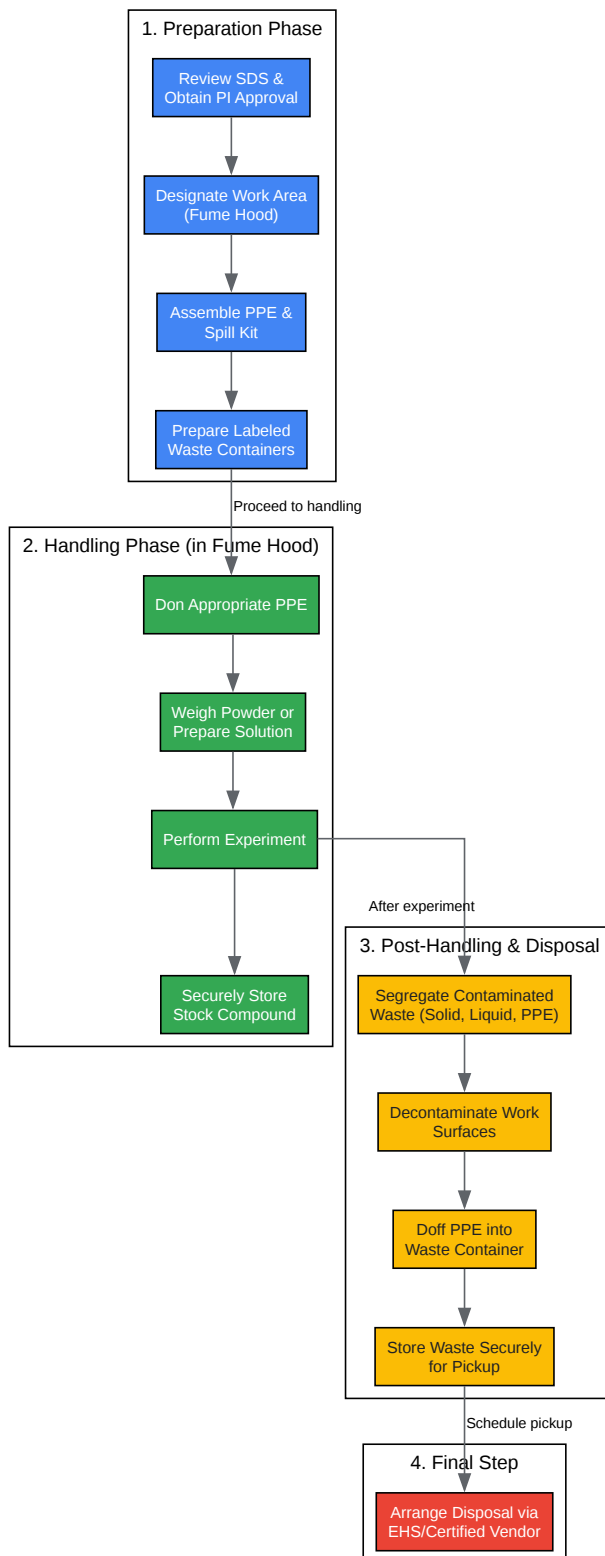 1. Preparation Phase
Review SDS &
Obtain PI Approval
Designate Work Area
(Fume Hood)
Assemble PPE &
Spill Kit
Prepare Labeled
Waste Containers
Proceed to handling
2. Handling Phase (in Fume Hood)
Don Appropriate PPE
Weigh Powder or
Prepare Solution
Perform Experiment
Securely Store
Stock Compound
After experiment
3. Post-Handling & Disposal
Segregate Contaminated
Waste (Solid, Liquid, PPE)
Decontaminate Work
Surfaces
Doff PPE into
Waste Container
Store Waste Securely
for Pickup
Schedule pickup
4. Final Step
Arrange Disposal via
EHS/Certified Vendor